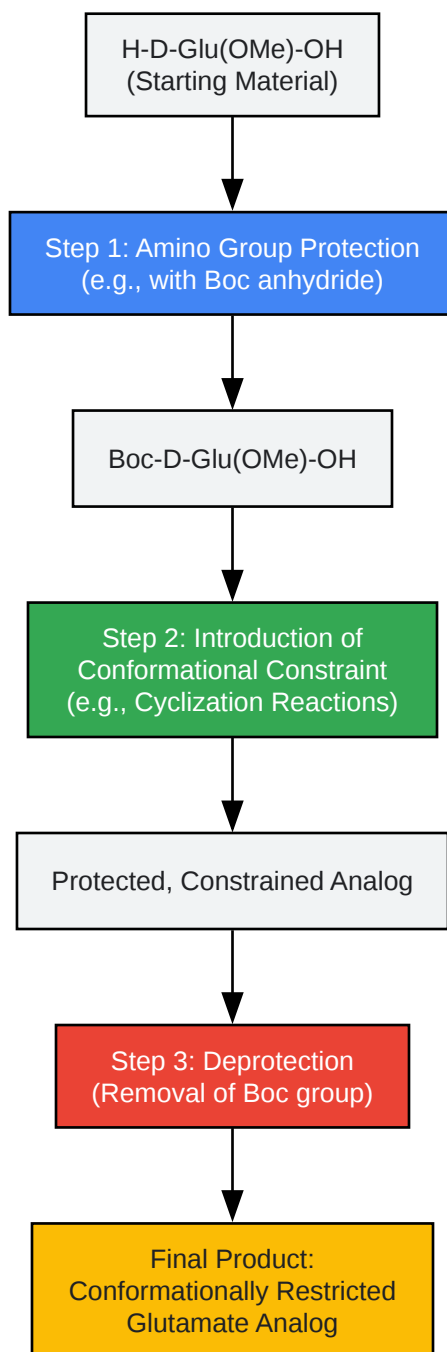 H-D-Glu(OMe)-OH
(Starting Material)
Step 1: Amino Group Protection
(e.g., with Boc anhydride)
Boc-D-Glu(OMe)-OH
Step 2: Introduction of
Conformational Constraint
(e.g., Cyclization Reactions)
Protected, Constrained Analog
Step 3: Deprotection
(Removal of Boc group)
Final Product:
Conformationally Restricted
Glutamate Analog